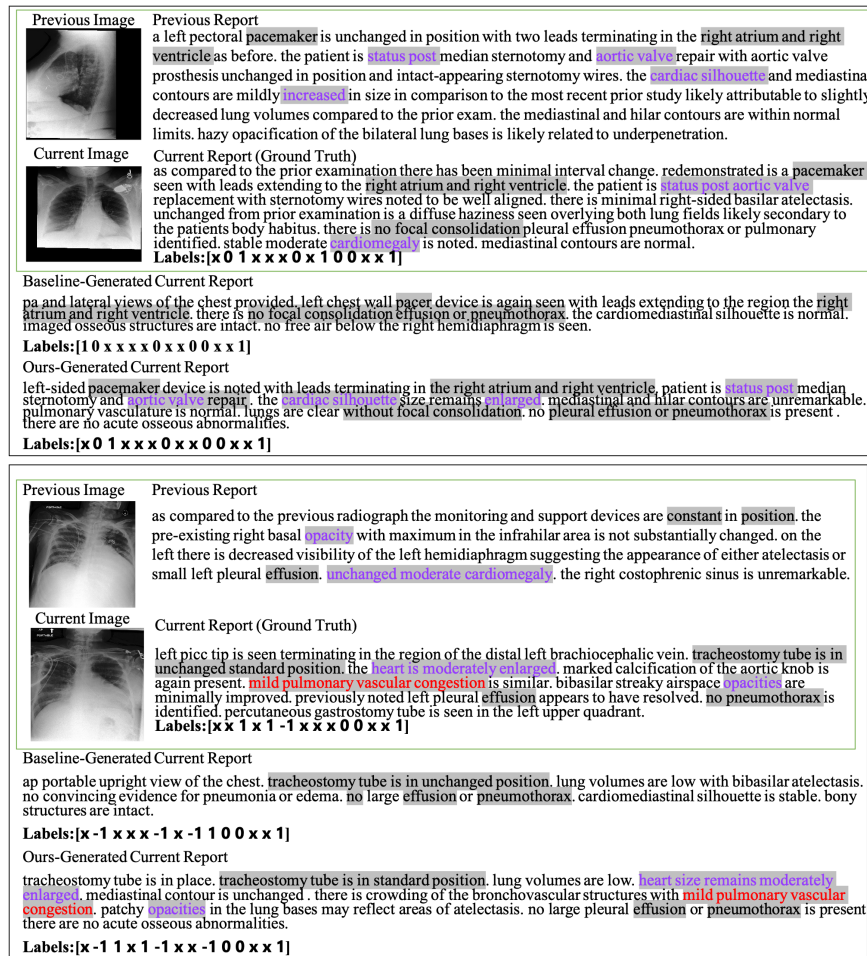 Previous Image
Previous Report
a left pectoral pacemaker is unchanged in position with two leads terminating in the right atrium and right
ventricle as before. the patient is status post median sternotomy and aortic valve repair with aortic valve
prosthesis unchanged in position and intact-appearing sternotomy wires. the cardiac silhouette and mediastinal
contours are mildly increased in size in comparison to the most recent prior study likely attributable to slightly
decreased lung volumes compared to the prior exam. the mediastinal and hilar contours are within normal
limits. hazy opacification of the bilateral lung bases is likely related to underpenetration.
Current Image
Current Report (Ground Truth)
as compared to the prior examination there has been minimal interval change. redemonstrated is a pacemaker
seen with leads extending to the right atrium and right ventricle. the patient is status post aortic valve
replacement with sternotomy wires noted to be well aligned. there is minimal right-sided basilar atelectasis.
unchanged from prior examination is a diffuse haziness seen overlying both lung fields likely secondary to
the patients body habitus. there is no focal consolidation pleural effusion pneumothorax or pulmonary
identified. stable moderate cardiomegaly is noted. mediastinal contours are normal.
Labels:[x 0 1 x x x 0 x 1 0 0 x x 1]
Baseline-Generated Current Report
pa and lateral views of the chest provided. left chest wall pacer device is again seen with leads extending to the region the right
atrium and right ventricle. there is no focal consolidation effusion or pneumothorax. the cardiomediastinal silhouette is normal.
imaged osseous structures are intact. no free air below the right hemidiaphragm is seen.
Labels:[1 0 x x x x 0 x x 0 0 x x 1]
Ours-Generated Current Report
left-sided pacemaker device is noted with leads terminating in the right atrium and right ventricle. patient is status post median
sternotomy and aortic valve repair . the cardiac silhouette size remains enlarged. mediastinal and hilar contours are unremarkable.
pulmonary vasculature is normal. lungs are clear without focal consolidation. no pleural effusion or pneumothorax is present .
there are no acute osseous abnormalities.
Labels:[x 0 1 x x x 0 x x 0 0 x x 1]
Previous Image
Previous Report
as compared to the previous radiograph the monitoring and support devices are constant in position. the
pre-existing right basal opacity with maximum in the infrahilar area is not substantially changed. on the
left there is decreased visibility of the left hemidiaphragm suggesting the appearance of either atelectasis or
small left pleural effusion. unchanged moderate cardiomegaly. the right costophrenic sinus is unremarkable.
Current Image
Current Report (Ground Truth)
left picc tip is seen terminating in the region of the distal left brachiocephalic vein. tracheostomy tube is in
unchanged standard position. the heart is moderately enlarged. marked calcification of the aortic knob is
again present. mild pulmonary vascular congestion is similar. bibasilar streaky airspace opacities are
minimally improved. previously noted left pleural effusion appears to have resolved. no pneumothorax is
identified. percutaneous gastrostomy tube is seen in the left upper quadrant.
Labels:[x x 1 x 1 -1 x x x 0 0 x x 1]
Baseline-Generated Current Report
ap portable upright view of the chest. tracheostomy tube is in unchanged position. lung volumes are low with bibasilar atelectasis.
no convincing evidence for pneumonia or edema. no large effusion or pneumothorax. cardiomediastinal silhouette is stable. bony
structures are intact.
Labels:[x -1 x x x -1 x -1 1 0 0 x x 1]
Ours-Generated Current Report
tracheostomy tube is in place. tracheostomy tube is in standard position. lung volumes are low. heart size remains moderately
enlarged. mediastinal contour is unchanged . there is crowding of the bronchovascular structures with mild pulmonary vascular
congestion. patchy opacities in the lung bases may reflect areas of atelectasis. no large pleural effusion or pneumothorax is present
there are no acute osseous abnormalities.
Labels:[x -1 1 x 1 -1 x x -1 0 0 x x 1]